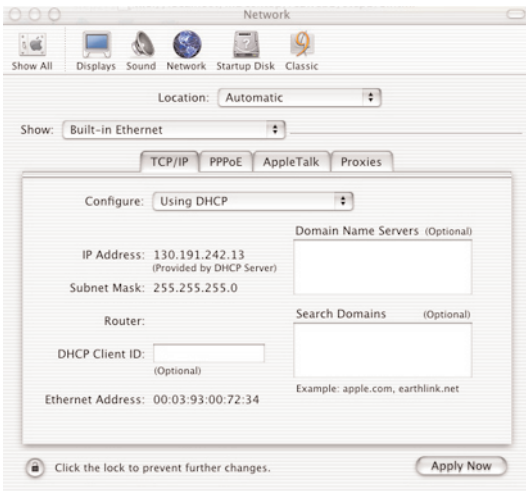 Network
Show All Displays Sound Network Startup Disk Classic
Location: Automatic
Show: Built-in Ethernet
TCP/IP PPPoE AppleTalk Proxies
Configure: Using DHCP
Domain Name Servers (Optional)
IP Address: 130.191.242.13
(Provided by DHCP Server)
Subnet Mask: 255.255.255.0
Search Domains (Optional)
Router:
DHCP Client ID:
(Optional)
Example: apple.com, earthlink.net
Ethernet Address: 00:03:93:00:72:34
Click the lock to prevent further changes.
Apply Now